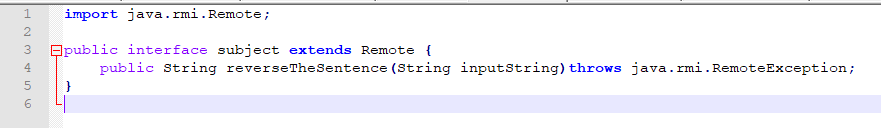 1 import java.rmi.Remote;
2
3 public interface subject extends Remote {
4 public String reverseTheSentence(String inputString)throws java.rmi.RemoteException;
5 }
6